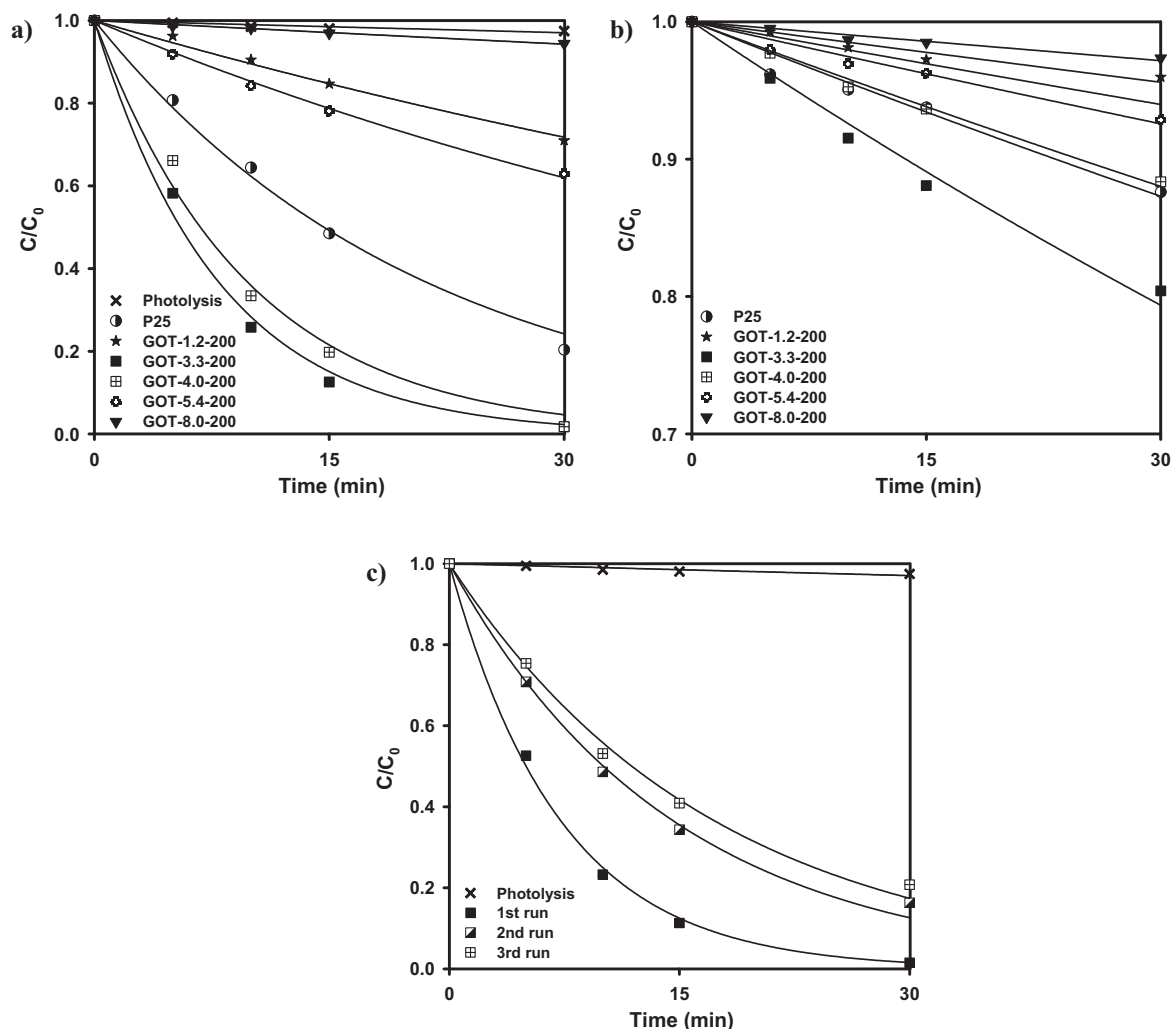 a)
1.0
0.8
0.6
0.4
0.2
0.0
C/C0
Photolysis
P25
GOT-1.2-200
GOT-3.3-200
GOT-4.0-200
GOT-5.4-200
GOT-8.0-200
0
15
30
Time (min)
b)
1.0
0.9
0.8
0.7
C/C0
P25
GOT-1.2-200
GOT-3.3-200
GOT-4.0-200
GOT-5.4-200
GOT-8.0-200
0
15
30
Time (min)
c)
1.0
0.8
0.6
0.4
0.2
0.0
C/C0
Photolysis
1st run
2nd run
3rd run
0
15
30
Time (min)